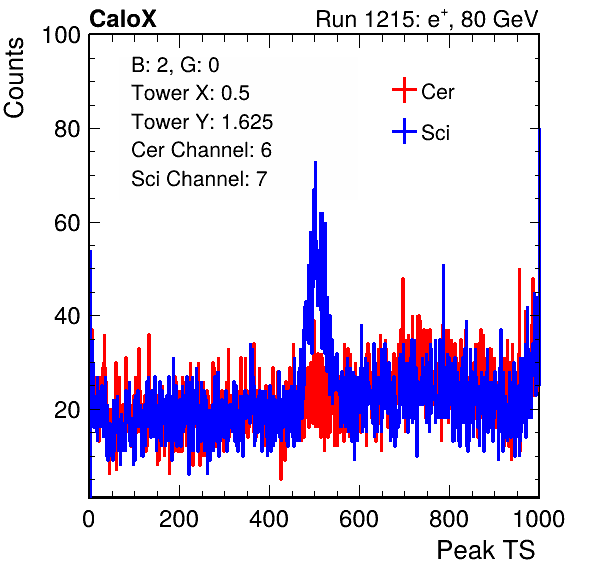 CaloX Run 1215: e+, 80 GeV
Counts
B: 2, G: 0
Tower X: 0.5
Tower Y: 1.625
Cer Channel: 6
Sci Channel: 7
Cer
Sci
100
80
60
40
20
0 200 400 600 800 1000
Peak TS